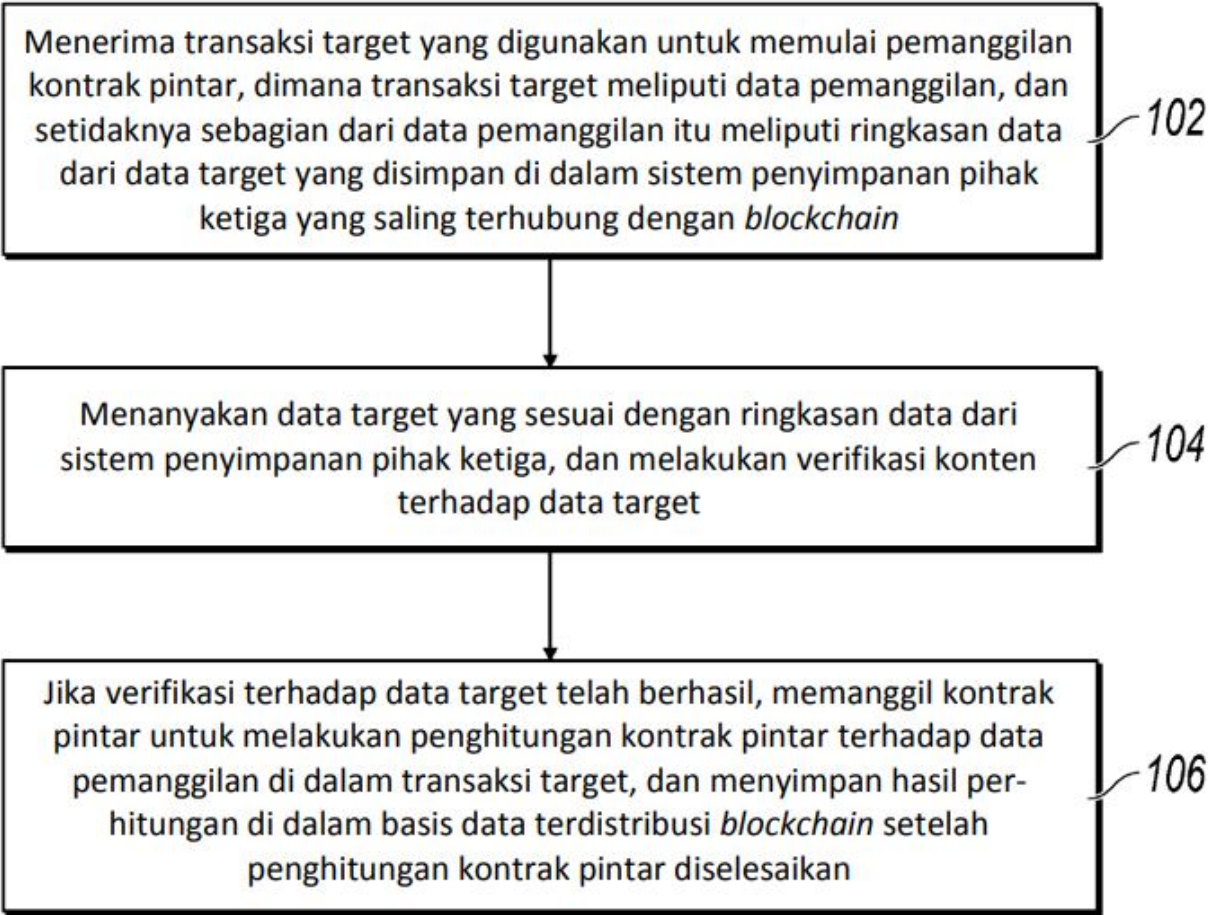 Menerima transaksi target yang digunakan untuk memulai pemanggilan
kontrak pintar, dimana transaksi target meliputi data pemanggilan, dan
setidaknya sebagian dari data pemanggilan itu meliputi ringkasan data
dari data target yang disimpan di dalam sistem penyimpanan pihak
ketiga yang saling terhubung dengan blockchain
102
Menanyakan data target yang sesuai dengan ringkasan data dari
sistem penyimpanan pihak ketiga, dan melakukan verifikasi konten
terhadap data target
104
Jika verifikasi terhadap data target telah berhasil, memanggil kontrak
pintar untuk melakukan penghitungan kontrak pintar terhadap data
pemanggilan di dalam transaksi target, dan menyimpan hasil per-
hitungan di dalam basis data terdistribusi blockchain setelah
penghitungan kontrak pintar diselesaikan
106